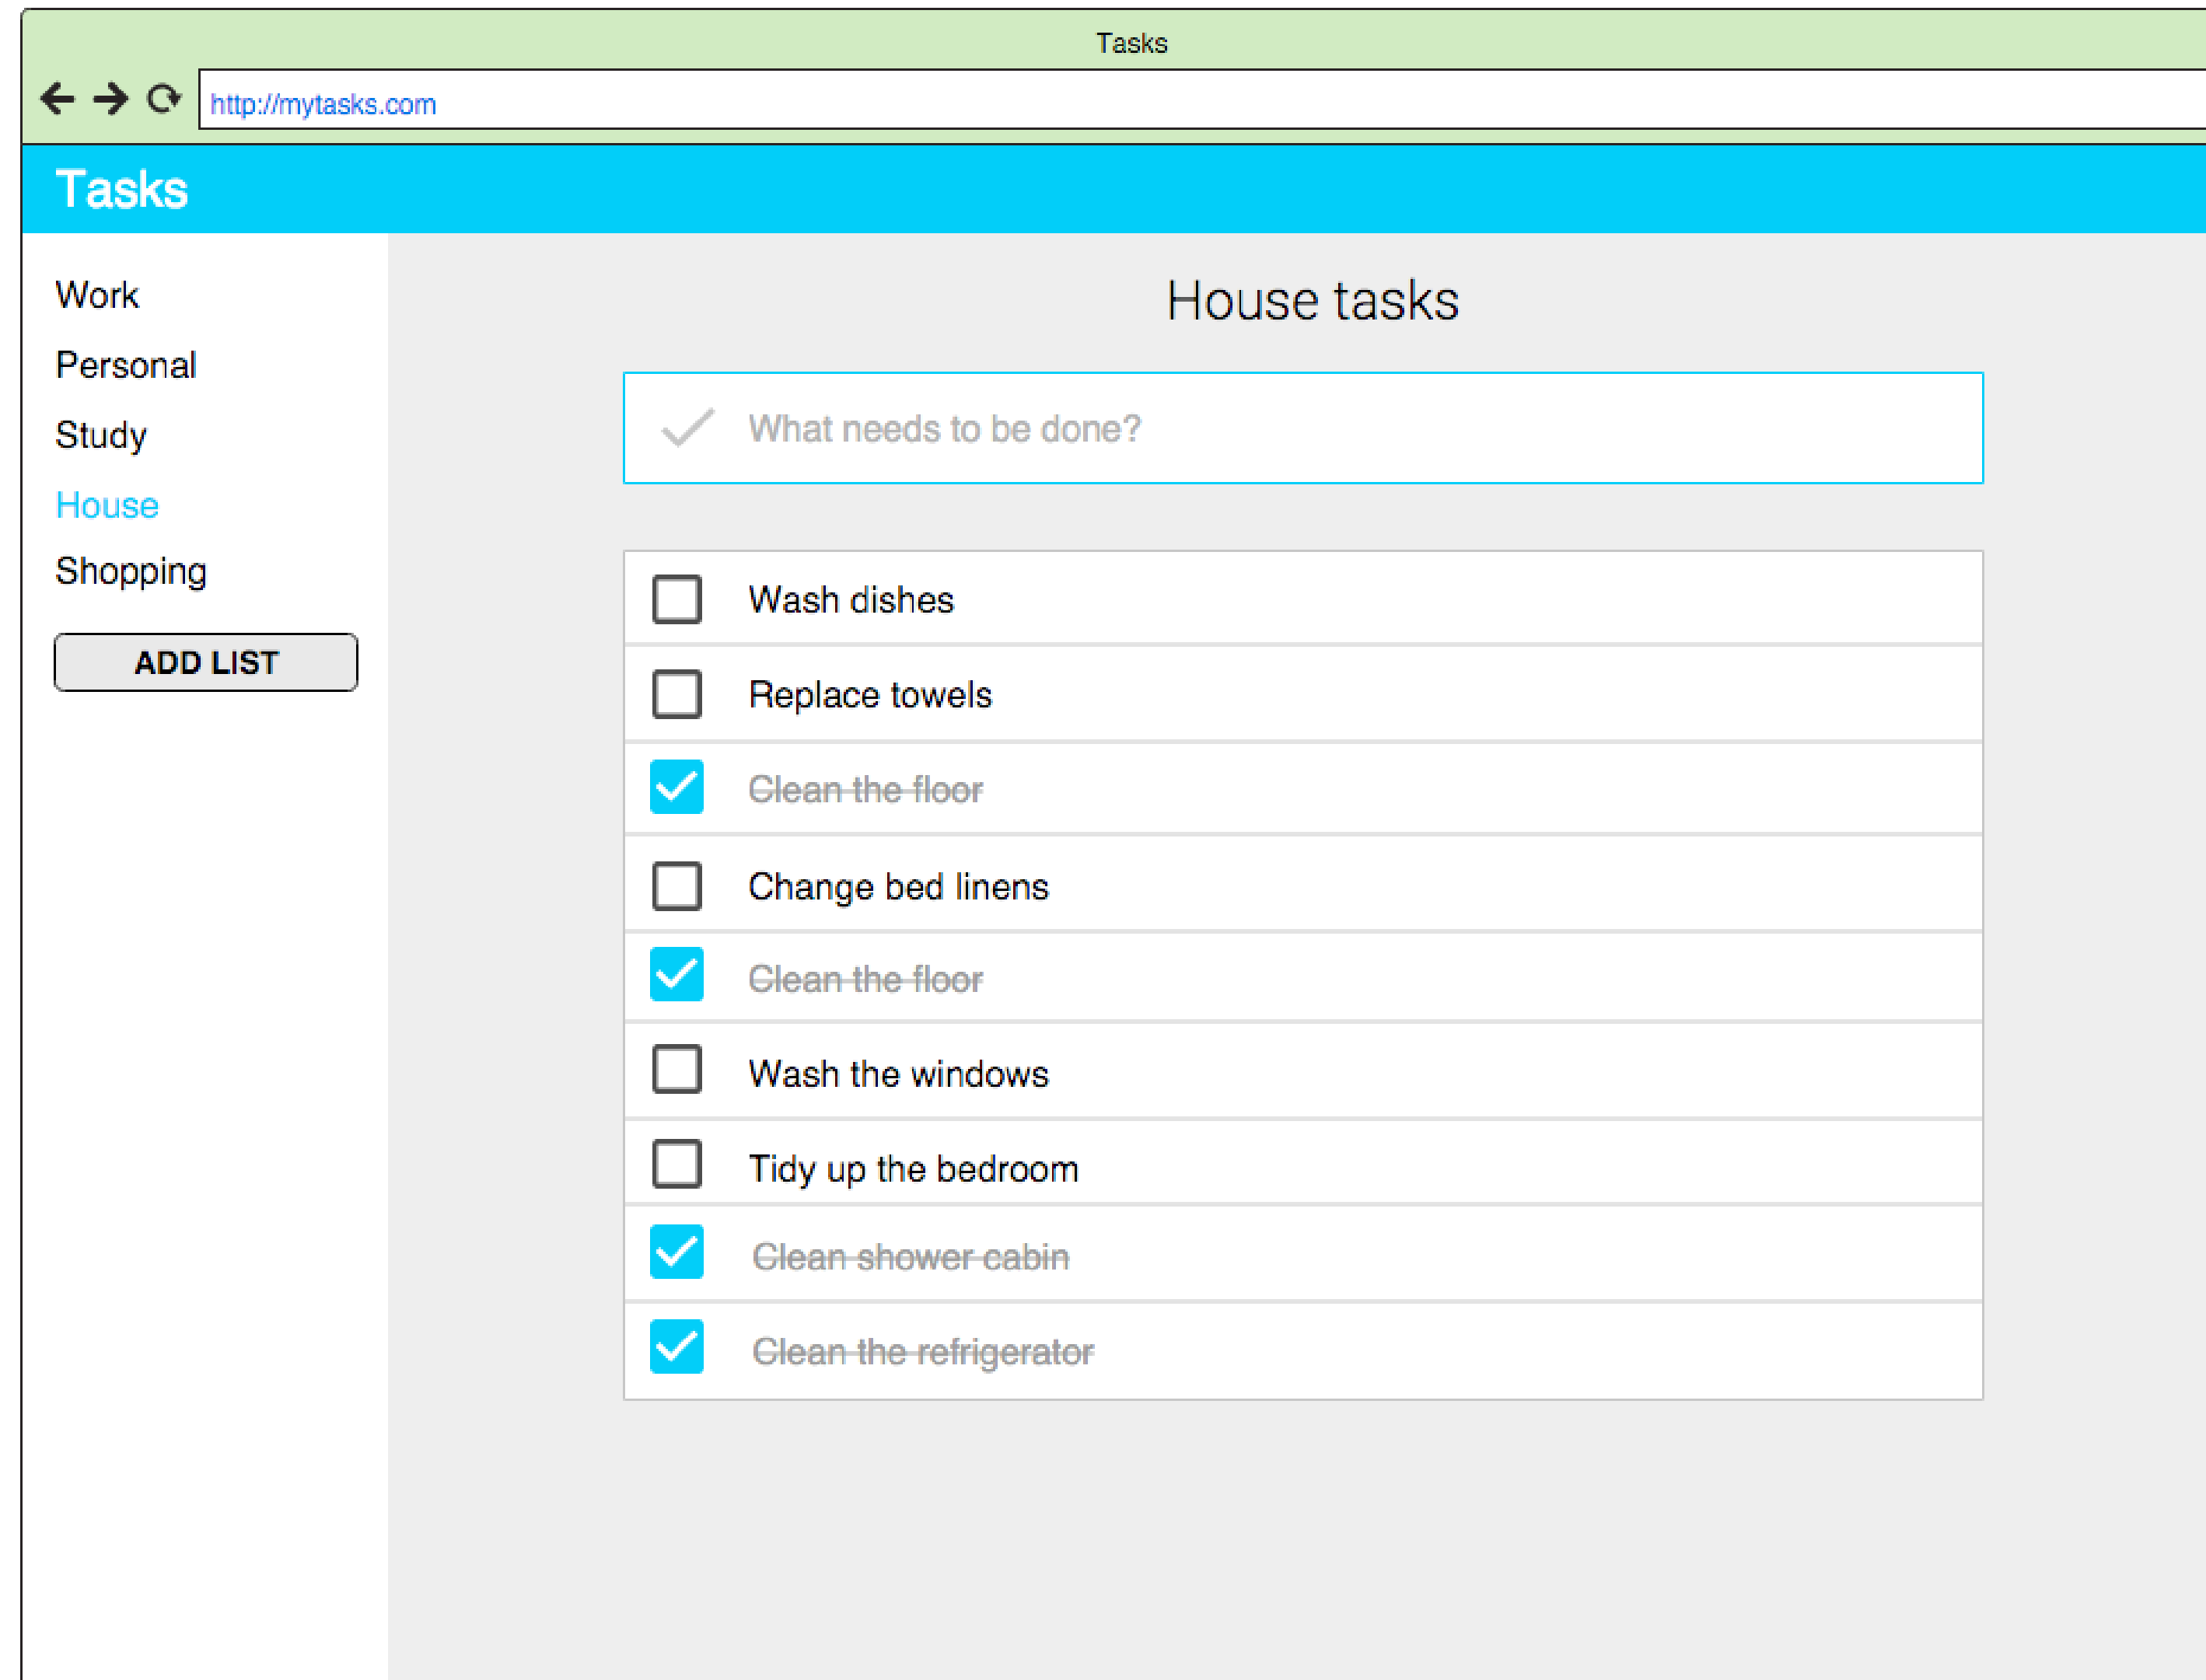 Tasks
http://mytasks.com
Tasks
Work
Personal
Study
House
Shopping
ADD LIST
House tasks
What needs to be done?
Wash dishes
Replace towels
Clean the floor
Change bed linens
Clean the floor
Wash the windows
Tidy up the bedroom
Clean shower cabin
Clean the refrigerator